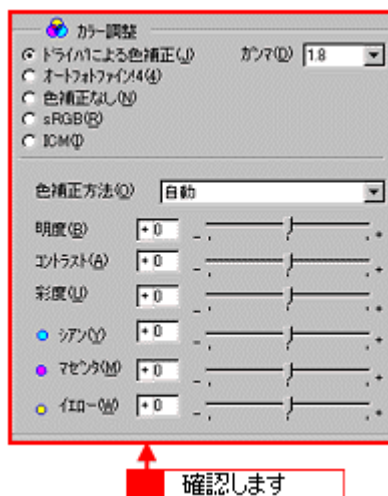 カラー調整
ドライバによる色補正(J) ガンマ(D) 1.8
オートフォトファイン!4(4)
色補正なし(N)
sRGB(R)
ICM(I)
色補正方法(O) 自動
明度(B) +0 - +
コントラスト(A) +0 - +
彩度(U) +0 - +
シアン(Y) +0 - +
マゼンタ(M) +0 - +
イエロー(W) +0 - +
確認します